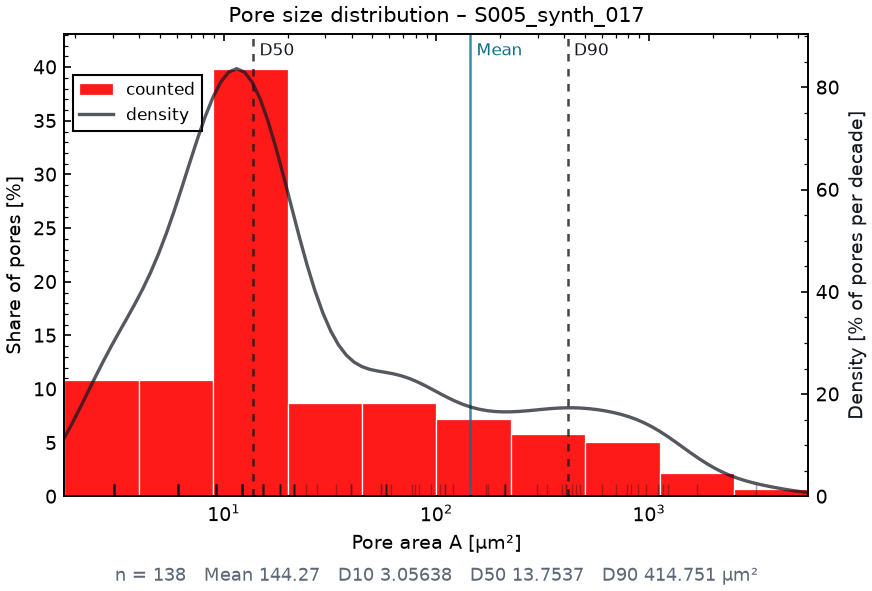 Pore size distribution – S005_synth_017
D50
Mean
D90
counted
density
40
35
30
25
20
15
10
5
0
80
60
40
20
0
Share of pores [%]
Density [% of pores per decade]
10¹
10²
10³
Pore area A [µm²]
n = 138 Mean 144.27 D10 3.05638 D50 13.7537 D90 414.751 µm²